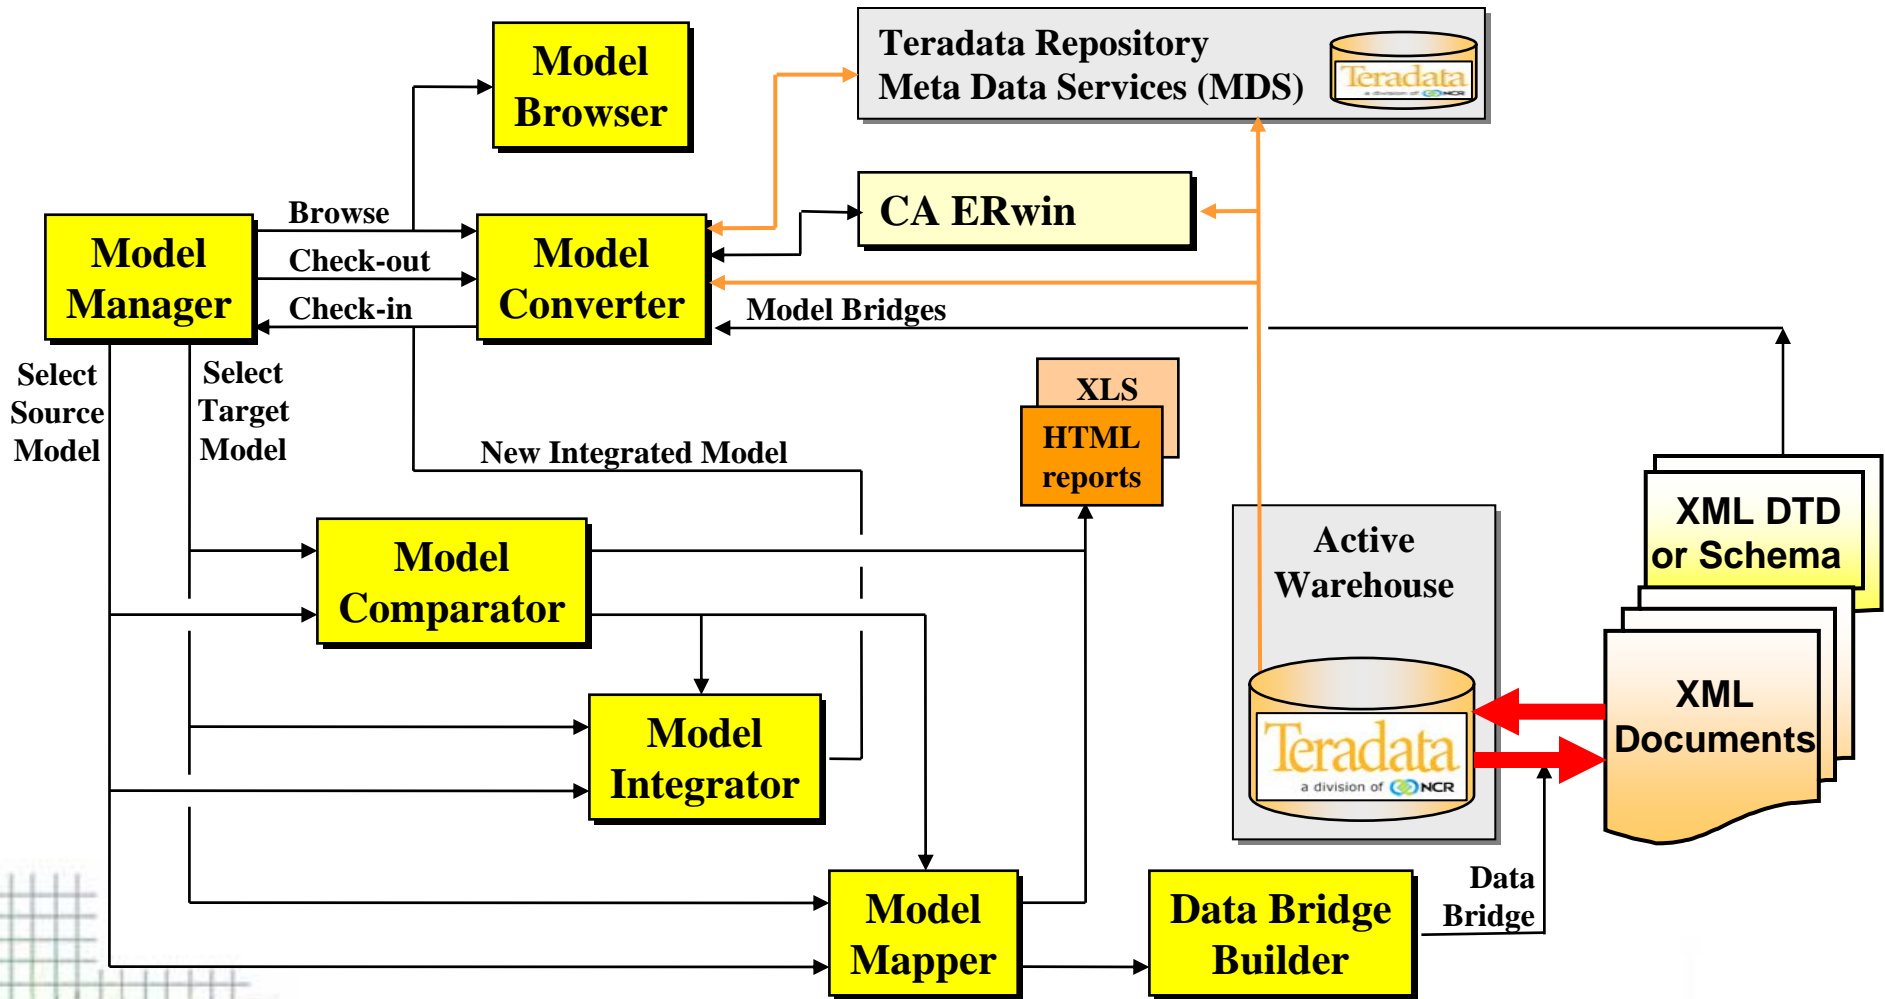 Model
Browser
Teradata Repository
Meta Data Services (MDS)
Teradata
a division of NCR
Browse
Check-out
Check-in
Model
Manager
Model
Converter
CA ERwin
Model Bridges
Select
Source
Model
Select
Target
Model
XLS
HTML
reports
New Integrated Model
XML DTD
or Schema
Active
Warehouse
Model
Comparator
XML
Documents
Model
Integrator
Teradata
a division of NCR
Model
Mapper
Data Bridge
Builder
Data
Bridge